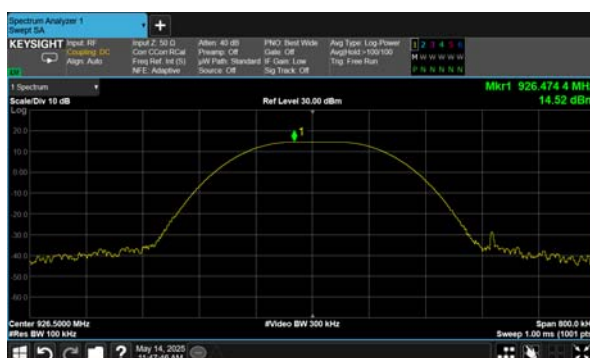 Spectrum Analyzer 1
Swept SA
+
KEYSIGHT
Input: RF
Coupling: DC
Align: Auto
Input Z: 50 Ω
Corr CCorr RCal
Freq Ref: Int (S)
NFE: Adaptive
Atten: 40 dB
Preamp: Off
µW Path: Standard
Source: Off
PNO: Best Wide
Gate: Off
IF Gain: Low
Sig Track: Off
Avg Type: Log-Power
Avg|Hold:>100/100
Trig: Free Run
1 2 3 4 5 6
M W W W W W
P N N N N N
1 Spectrum
Scale/Div 10 dB
Log
Ref Level 30.00 dBm
Mkr1 926.474 4 MHz
14.52 dBm
1
20.0
10.0
0.00
-10.0
-20.0
-30.0
-40.0
-50.0
-60.0
Center 926.5000 MHz
#Res BW 100 kHz
#Video BW 300 kHz
Span 800.0 kHz
Sweep 1.00 ms (1001 pts)
?
May 14, 2025
11:47:46 AM